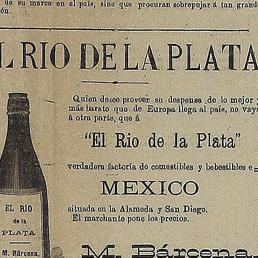 de su marca en el país, sino que procuran sobrepujar á tan grand
ón.
L RIO DE LA PLATA
Quien desee proveer su despensa de lo mejor y
más barato que de Europa llega al país, no vaya
á otra parte, que á
"El Rio de la Plata"
verdadera factoría de comestibles y bebestibles e
MEXICO
situada en la Alameda y San Diego.
El marchante pone los precios.
M. Bárcena
EL RIO
de la
PLATA
M. Bárcena.